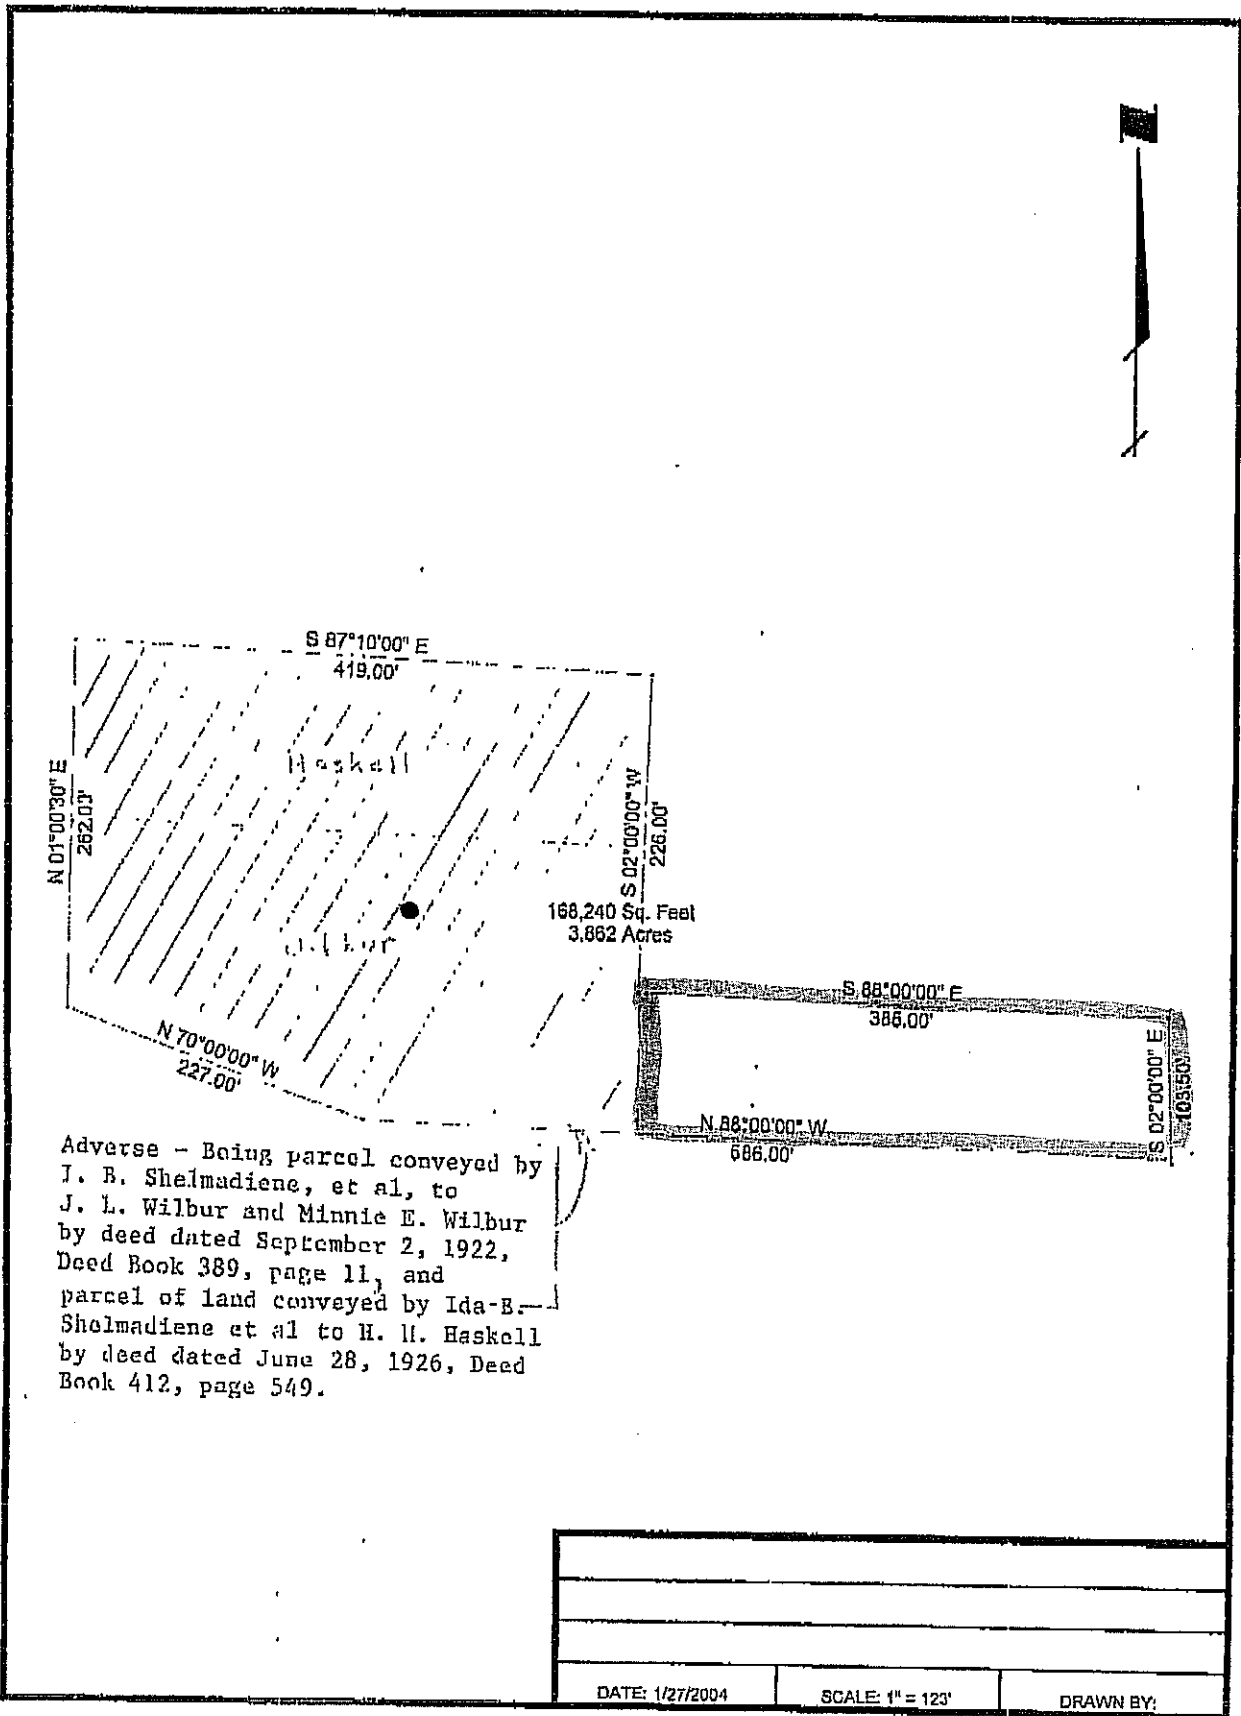 S 87°10'00" E
419.00'
Haskell
N 01°00'30" E
262.00'
S 02°00'00" W
226.00'
168,240 Sq. Feet
3.862 Acres
S 88°00'00" E
N 70°00'00" W
227.00'
N 88°00'00" W
686.00'
S 02°00'00" E
103.50'
Adverse - Being parcel conveyed by
J. B. Shelmadiene, et al, to
J. L. Wilbur and Minnie E. Wilbur
by deed dated September 2, 1922,
Deed Book 389, page 11, and
parcel of land conveyed by Ida B.
Shelmadiene et al to H. H. Haskell
by deed dated June 28, 1926, Deed
Book 412, page 549.
DATE: 1/27/2004
SCALE: 1" = 123'
DRAWN BY: